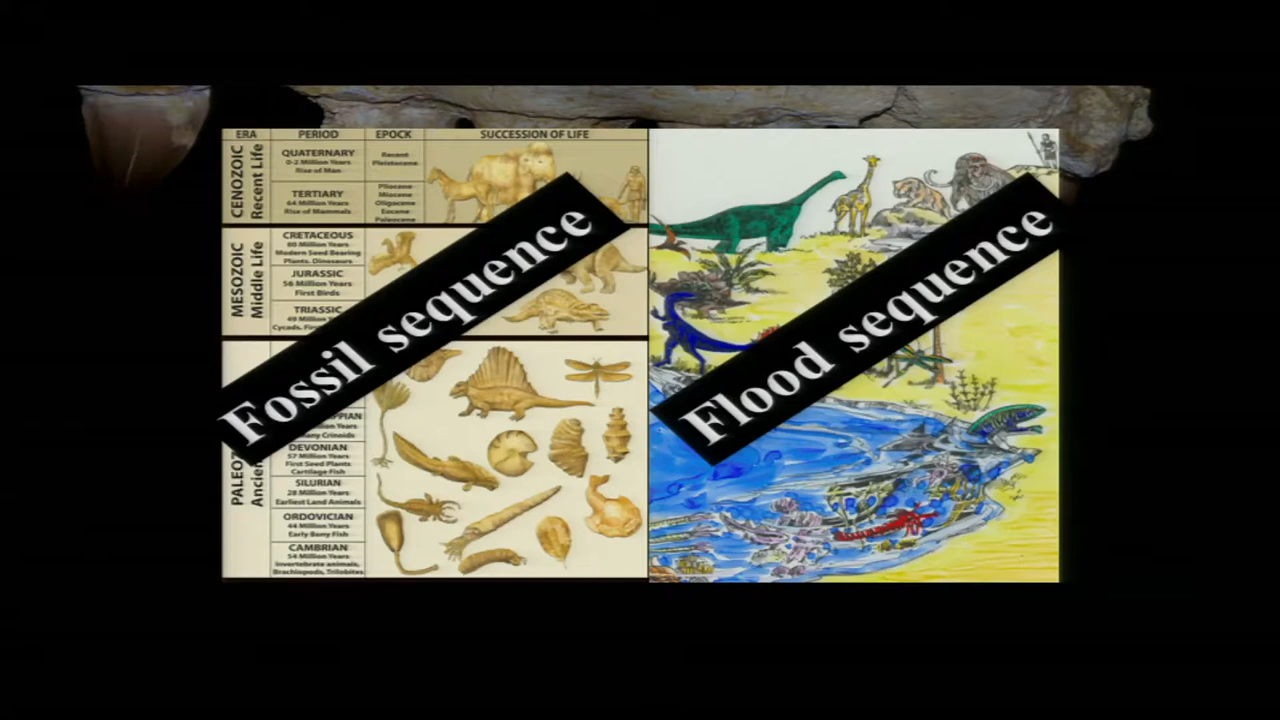 ERA
PERIOD
EPOCK
SUCCESSION OF LIFE
CENOZOIC
Recent Life
QUATERNARY
0-2 Million Years
Rise of Man
Recent
Pleistocene
TERTIARY
64 Million Years
Rise of Mammals
Pliocene
Miocene
Oligacene
Eocene
Paleocene
MESOZOIC
Middle Life
CRETACEOUS
80 Million Years
Modern Seed Bearing
Plants. Dinosaurs
JURASSIC
56 Million Years
First Birds
TRIASSIC
49 Million
Cycads,
Fossil sequence
Flood sequence
Crinoids
DEVONIAN
57 Million Years
First Seed Plants
Cartilage Fish
SILURIAN
28 Million Years
Earliest Land Animals
ORDOVICIAN
44 Million Years
Early Bony Fish
CAMBRIAN
54 Million Years
Invertebrate animals,
Brachiopods, Trilobites